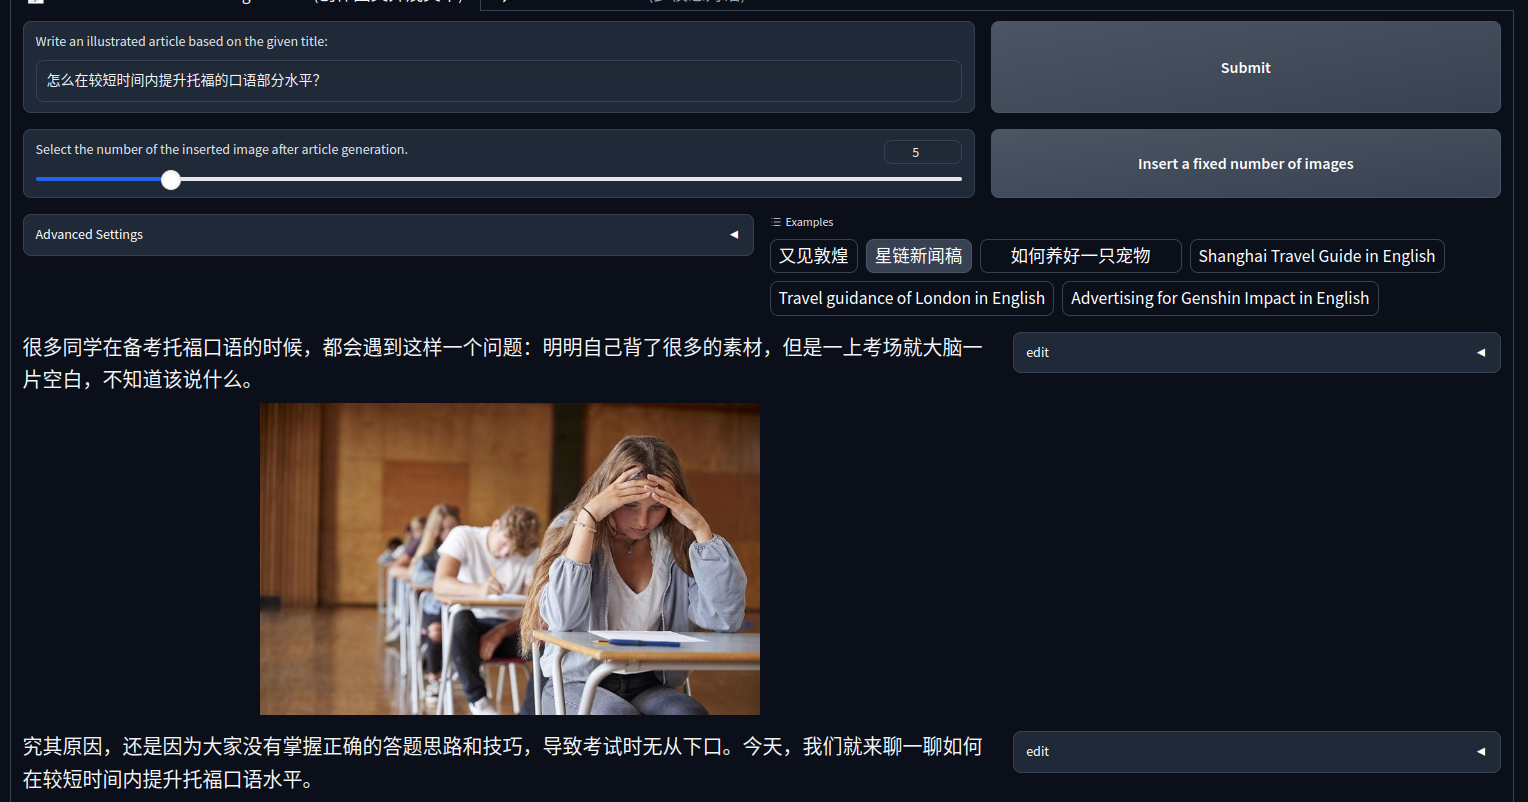 Write an illustrated article based on the given title:
怎么在较短时间内提升托福的口语部分水平?
Submit
Select the number of the inserted image after article generation.
5
Insert a fixed number of images
Advanced Settings
Examples
又见敦煌
星链新闻稿
如何养好一只宠物
Shanghai Travel Guide in English
Travel guidance of London in English
Advertising for Genshin Impact in English
很多同学在备考托福口语的时候，都会遇到这样一个问题：明明自己背了很多的素材，但是一上考场就大脑一
片空白，不知道该说什么。
edit
究其原因，还是因为大家没有掌握正确的答题思路和技巧，导致考试时无从下口。今天，我们就来聊一聊如何
在较短时间内提升托福口语水平。
edit